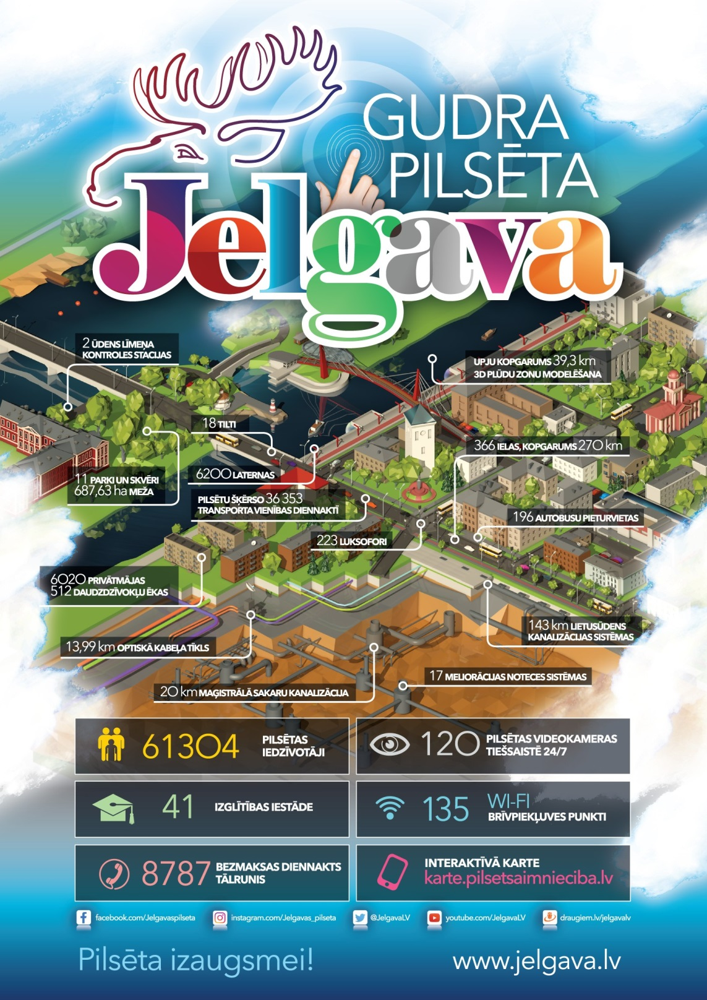 GUDRA
PILSĒTA
Jelgava
2 ŪDENS LĪMEŅA
KONTROLES STACIJAS
UPJU KOPGARUMS 39,3 km
3D PLŪDU ZONU MODELĒŠANA
18 TILTI
366 IELAS, KOPGARUMS 270 km
11 PARKI UN SKVĒRI
687,63 ha MEŽA
6200 LATERNAS
PILSĒTU ŠĶĒRSO 36 353
TRANSPORTA VIENĪBAS DIENNAKTĪ
196 AUTOBUSU PIETURVIETAS
223 LUKSOFORI
6020 PRIVĀTMĀJAS
512 DAUDZDZĪVOKĻU ĒKAS
143 km LIETUSŪDENS
KANALIZĀCIJAS SISTĒMAS
13,99 km OPTISKĀ KABEĻA TĪKLS
17 MELIORĀCIJAS NOTECES SISTĒMAS
20 km MAĢISTRĀLĀ SAKARU KANALIZĀCIJA
61304 PILSĒTAS
IEDZĪVOTĀJI
120 PILSĒTAS VIDEOKAMERAS
TIEŠSAISTĒ 24/7
41 IZGLĪTĪBAS IESTĀDE
135 WI-FI
BRĪVPIEKĻUVES PUNKTI
8787 BEZMAKSAS DIENNAKTS
TĀLRUNIS
INTERAKTĪVĀ KARTE
karte.pilsetsaimnieciba.lv
facebook.com/Jelgavaspilseta
instagram.com/Jelgavas_pilseta
@JelgavaLV
youtube.com/JelgavaLV
draugiem.lv/jelgavalv
Pilsēta izaugsmei!
www.jelgava.lv